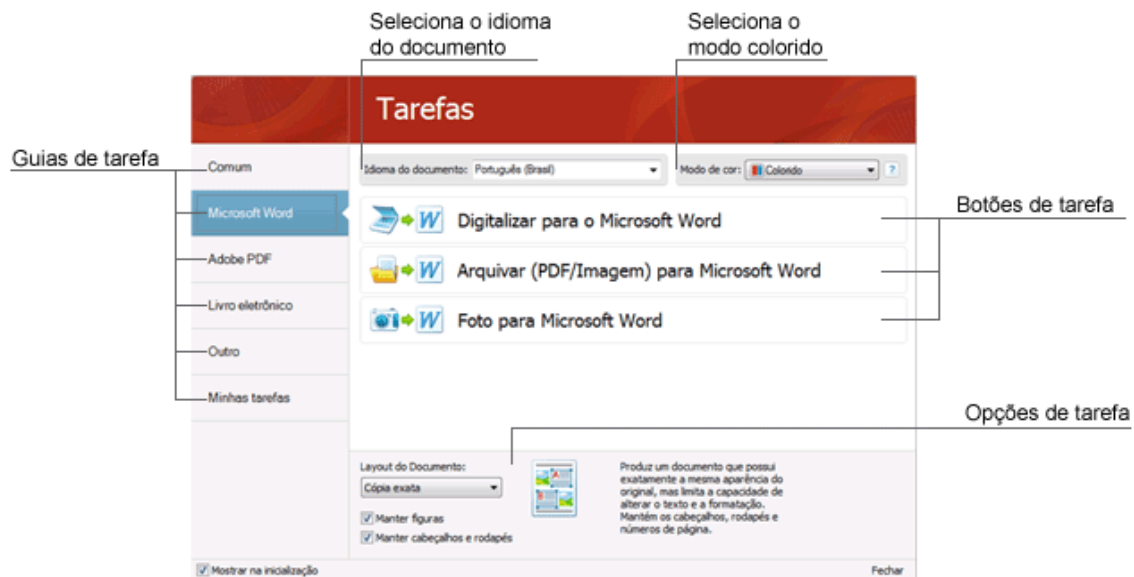 Seleciona o idioma
do documento
Seleciona o
modo colorido
Tarefas
Guias de tarefa
Comum
Idioma do documento: Português (Brasil)
Modo de cor: Colorido ?
Microsoft Word
Digitalizar para o Microsoft Word
Botões de tarefa
Adobe PDF
Arquivar (PDF/Imagem) para Microsoft Word
Livro eletrônico
Foto para Microsoft Word
Outro
Minhas tarefas
Opções de tarefa
Layout do Documento:
Cópia exata
Manter figuras
Manter cabeçalhos e rodapés
Produz um documento que possui
exatamente a mesma aparência do
original, mas limita a capacidade de
alterar o texto e a formatação.
Mantém os cabeçalhos, rodapés e
números de página.
Mostrar na inicialização
Fechar